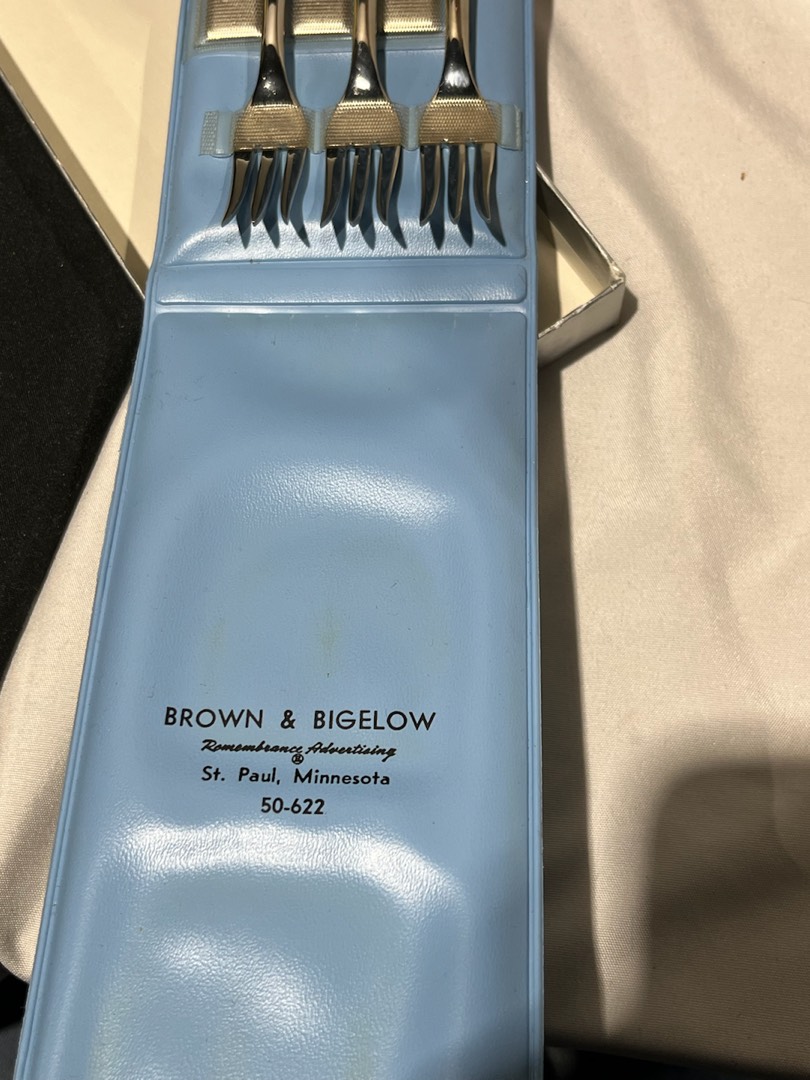 BROWN & BIGELOW
Remembrance Advertising
®
St. Paul, Minnesota
50-622